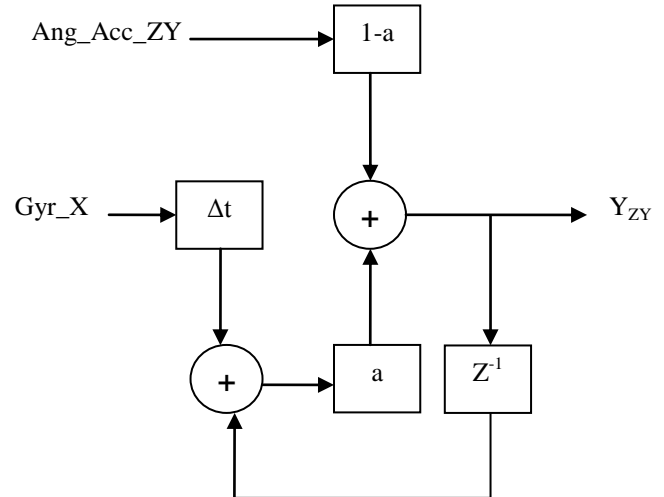 Ang_Acc_ZY
1-a
Gyr_X
Δt
+
Y_ZY
+
a
Z^-1